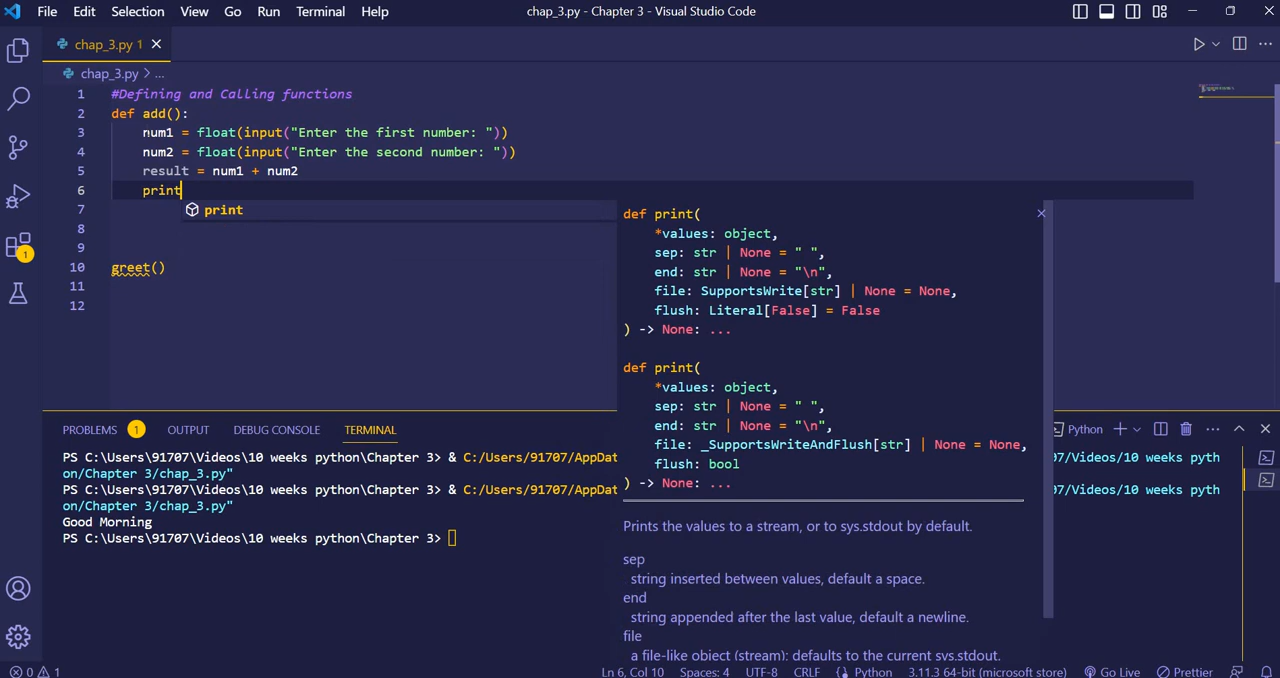 File Edit Selection View Go Run Terminal Help chap_3.py - Chapter 3 - Visual Studio Code
chap_3.py 1
chap_3.py > ...
1 #Defining and Calling functions
2 def add():
3 num1 = float(input("Enter the first number: "))
4 num2 = float(input("Enter the second number: "))
5 result = num1 + num2
6 print
7 print
8
9
10 greet()
11
12
def print(
*values: object,
sep: str | None = " ",
end: str | None = "\n",
file: SupportsWrite[str] | None = None,
flush: Literal[False] = False
) -> None: ...
def print(
*values: object,
sep: str | None = " ",
end: str | None = "\n",
file: _SupportsWriteAndFlush[str] | None = None,
flush: bool
) -> None: ...
Prints the values to a stream, or to sys.stdout by default.
sep
string inserted between values, default a space.
end
string appended after the last value, default a newline.
file
a file-like object (stream): defaults to the current sys.stdout.
PROBLEMS 1 OUTPUT DEBUG CONSOLE TERMINAL Python
PS C:\Users\91707\Videos\10 weeks python\Chapter 3> & C:/Users/91707/AppDat 07/Videos/10 weeks pyth
on/Chapter 3/chap_3.py"
PS C:\Users\91707\Videos\10 weeks python\Chapter 3> & C:/Users/91707/AppDat 07/Videos/10 weeks pyth
on/Chapter 3/chap_3.py"
Good Morning
PS C:\Users\91707\Videos\10 weeks python\Chapter 3>
1
0 1 Ln 6, Col 10 Spaces: 4 UTF-8 CRLF { } Python 3.11.3 64-bit (microsoft store) Go Live Prettier